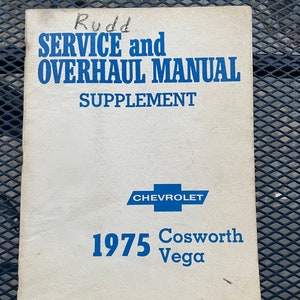 Rudd
SERVICE and
OVERHAUL MANUAL
SUPPLEMENT
CHEVROLET
1975 Cosworth
Vega